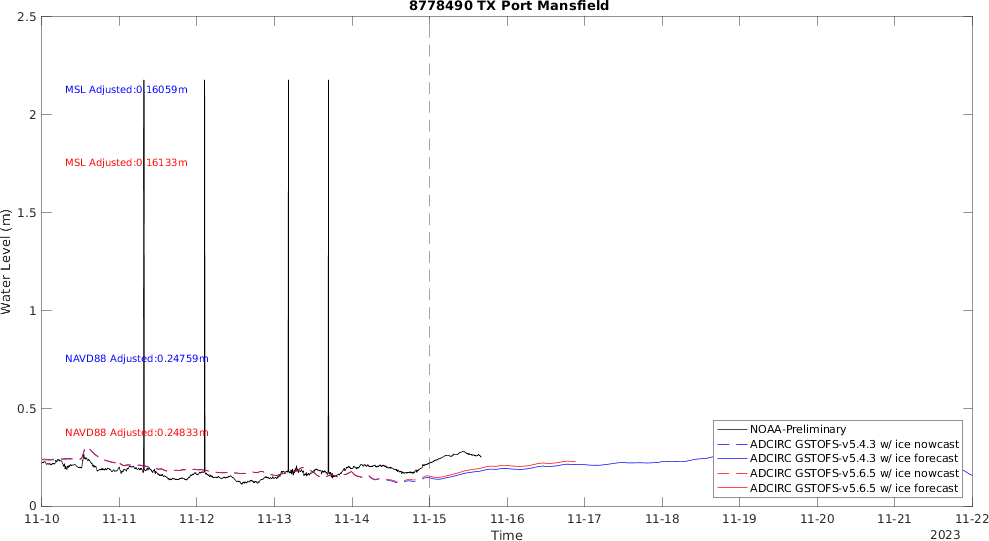 8778490 TX Port Mansfield
2.5
MSL Adjusted:0.16059m
2
MSL Adjusted:0.16133m
1.5
Water Level (m)
1
NAVD88 Adjusted:0.24759m
0.5
NAVD88 Adjusted:0.24833m
NOAA-Preliminary
ADCIRC GSTOFS-v5.4.3 w/ ice nowcast
ADCIRC GSTOFS-v5.4.3 w/ ice forecast
ADCIRC GSTOFS-v5.6.5 w/ ice nowcast
ADCIRC GSTOFS-v5.6.5 w/ ice forecast
0
11-10 11-11 11-12 11-13 11-14 11-15 11-16 11-17 11-18 11-19 11-20 11-21 11-22
Time
2023